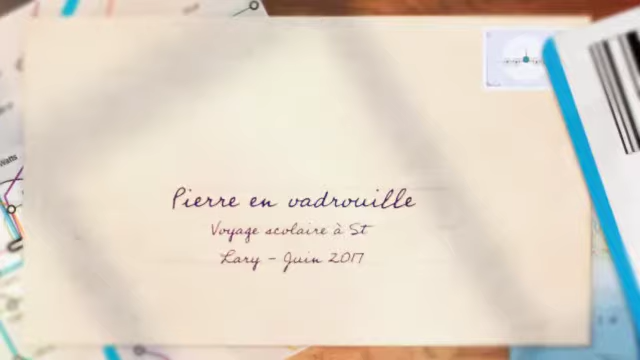 Pierre en vadrouille
Voyage scolaire à St
Lary - Juin 2017